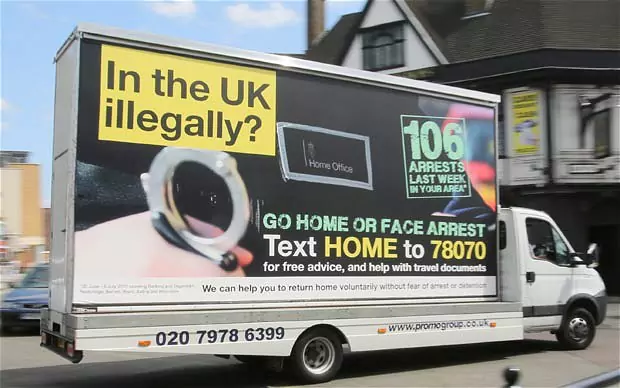 In the UK
illegally?
Home Office
106
ARRESTS
LAST WEEK
IN YOUR AREA*
GO HOME OR FACE ARREST
Text HOME to 78070
for free advice, and help with travel documents
We can help you to return home voluntarily without fear of arrest or detention
020 7978 6399
www.promogroup.co.uk